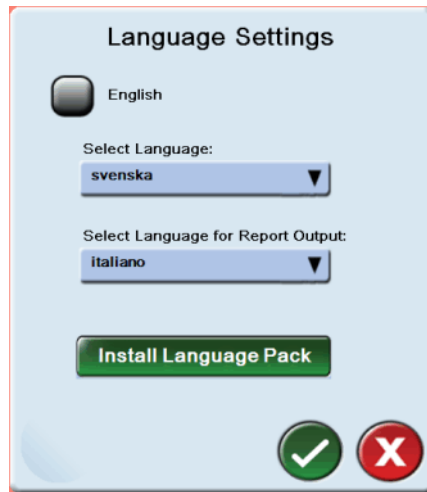 Language Settings
English
Select Language:
svenska
Select Language for Report Output:
italiano
Install Language Pack